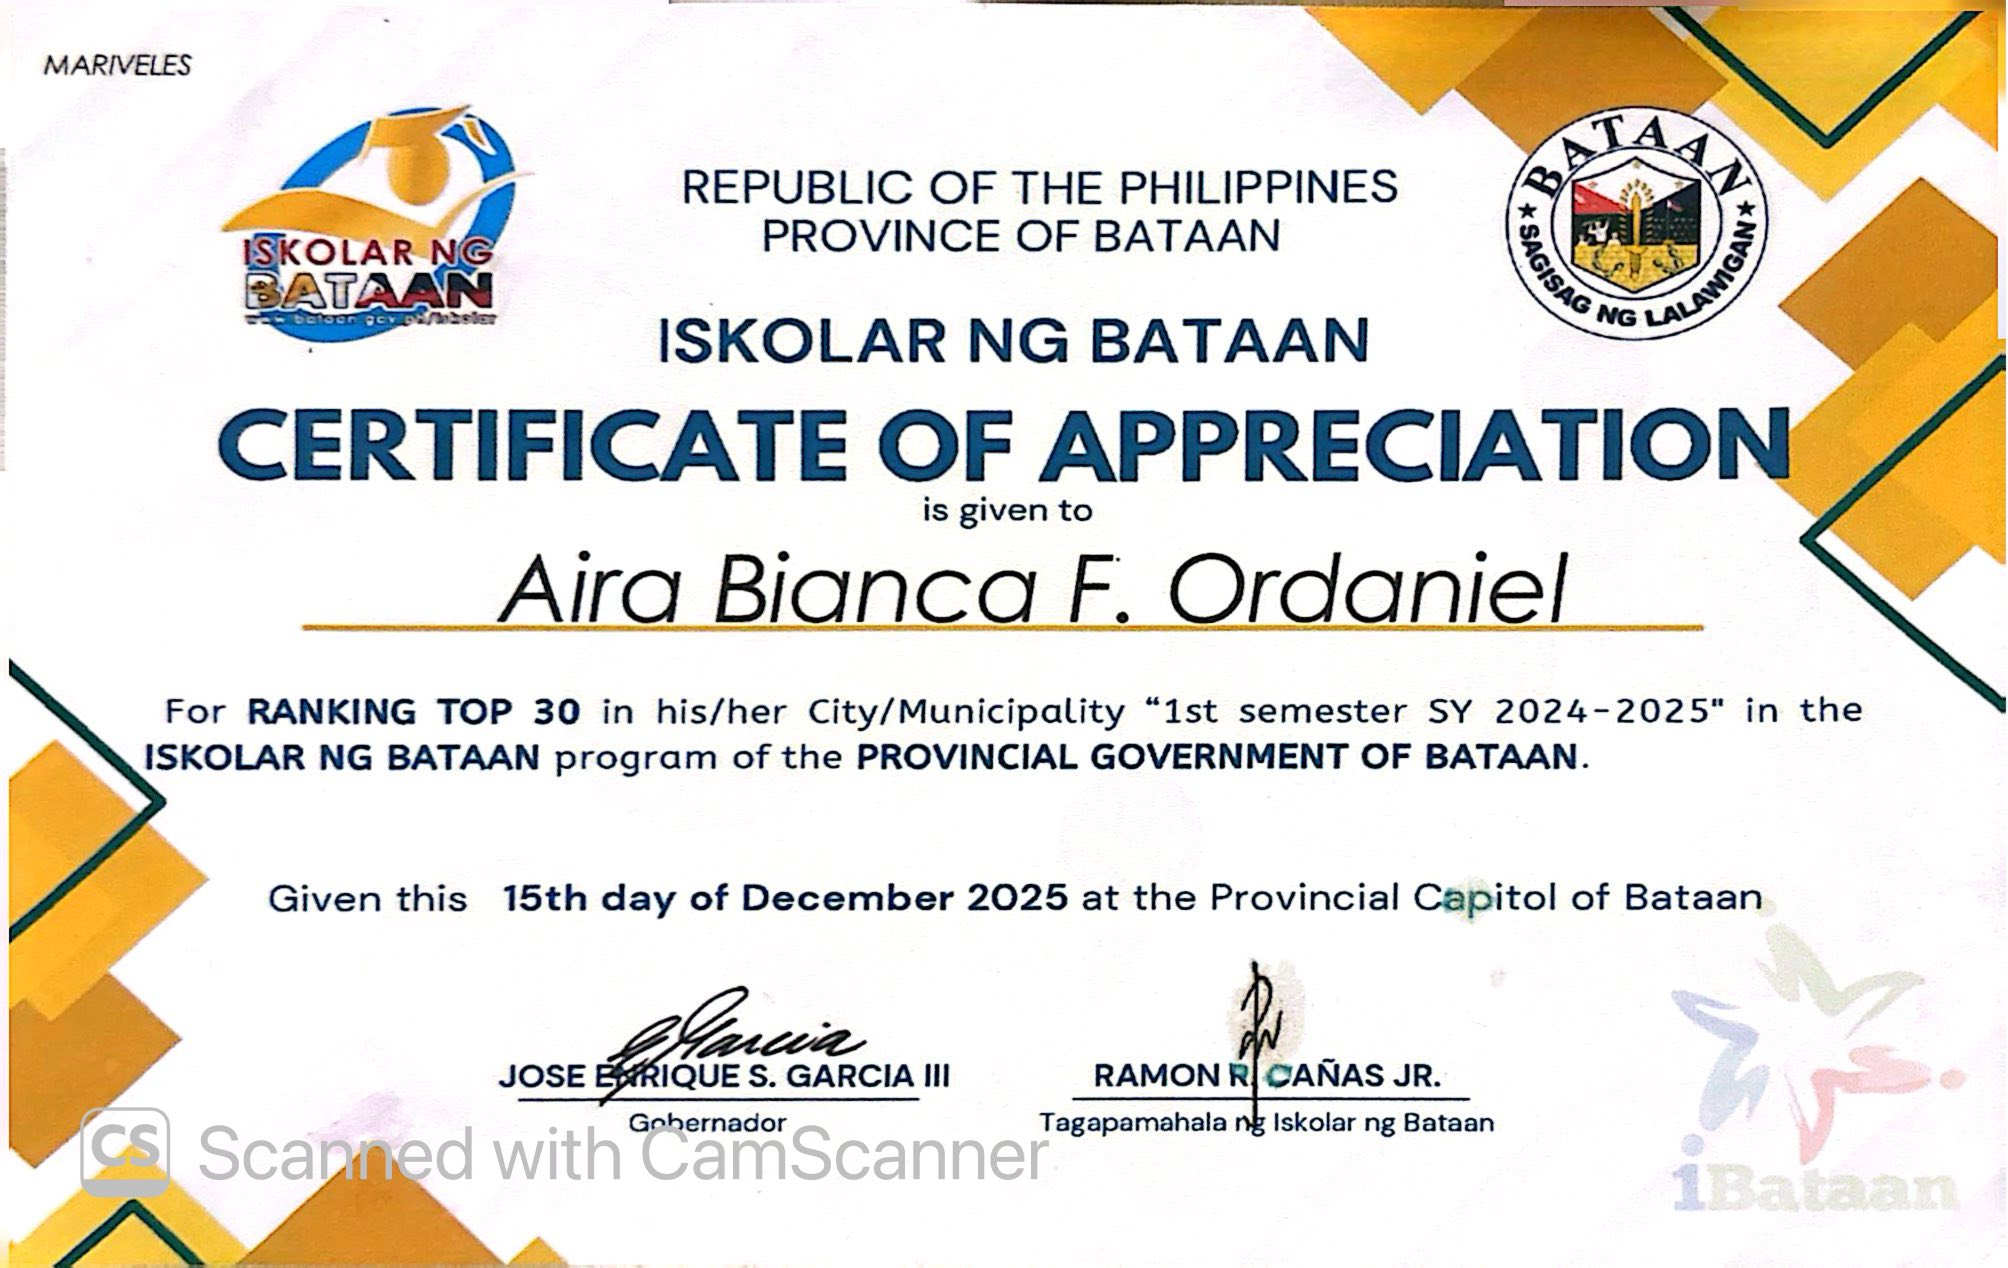 MARIVELES
ISKOLAR NG
BATAAN
www.bataan.gov.ph/iskolar
REPUBLIC OF THE PHILIPPINES
PROVINCE OF BATAAN
BATAAN
SAGISAG NG LALAWIGAN
ISKOLAR NG BATAAN
CERTIFICATE OF APPRECIATION
is given to
Aira Bianca F. Ordaniel
For RANKING TOP 30 in his/her City/Municipality “1st semester SY 2024-2025" in the
ISKOLAR NG BATAAN program of the PROVINCIAL GOVERNMENT OF BATAAN.
Given this 15th day of December 2025 at the Provincial Capitol of Bataan
JOSE ENRIQUE S. GARCIA III
Gobernador
RAMON R. CAÑAS JR.
Tagapamahala ng Iskolar ng Bataan
iBataan
CS Scanned with CamScanner